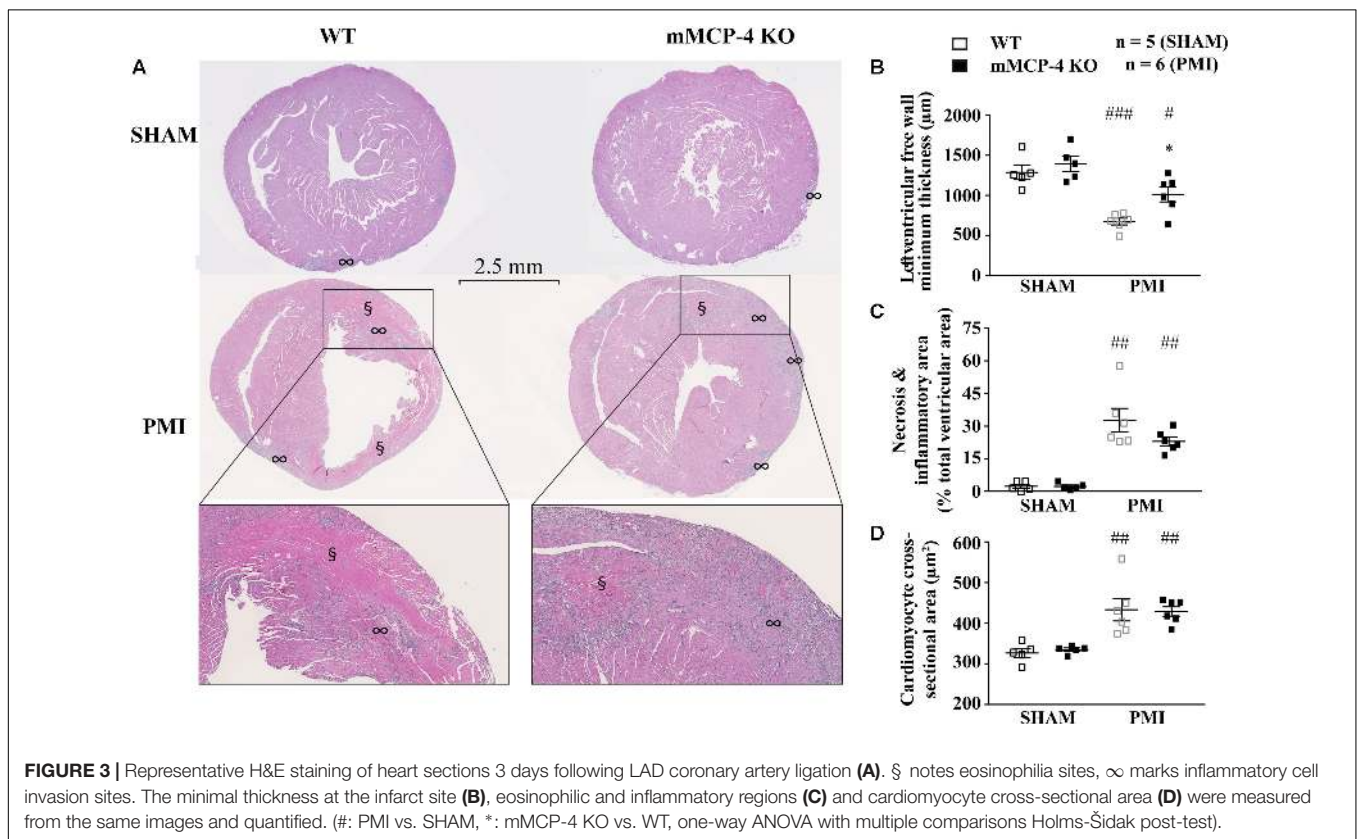 WT
mMCP-4 KO
A
SHAM
∞
∞
2.5 mm
PMI
§
∞
∞
§
§
∞
∞
∞
§
∞
§
∞
□ WT n = 5 (SHAM)
■ mMCP-4 KO n = 6 (PMI)
B
Left ventricular free wall
minimum thickness (µm)
2000
1500
1000
500
0
###
#
*
SHAM
PMI
C
Necrosis &
inflammatory area
(% total ventricular area)
75
60
45
30
15
0
##
##
SHAM
PMI
D
Cardiomyocyte cross-
sectional area (µm²)
600
500
400
300
200
##
##
SHAM
PMI
FIGURE 3 | Representative H&E staining of heart sections 3 days following LAD coronary artery ligation (A). § notes eosinophilia sites, ∞ marks inflammatory cell
invasion sites. The minimal thickness at the infarct site (B), eosinophilic and inflammatory regions (C) and cardiomyocyte cross-sectional area (D) were measured
from the same images and quantified. (#: PMI vs. SHAM, *: mMCP-4 KO vs. WT, one-way ANOVA with multiple comparisons Holms-Šidak post-test).